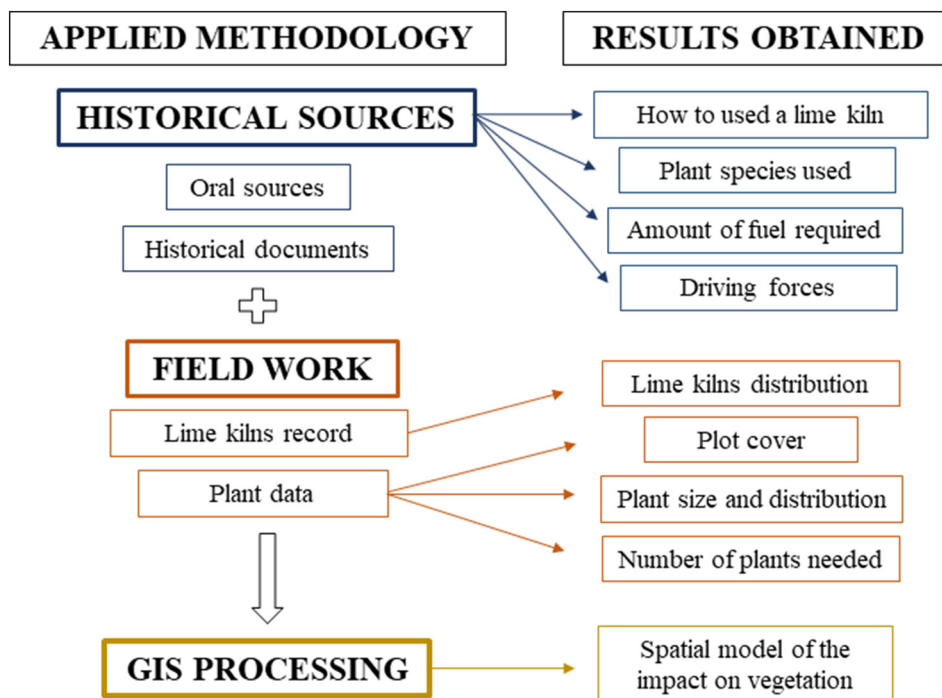 APPLIED METHODOLOGY
RESULTS OBTAINED
HISTORICAL SOURCES
Oral sources
Historical documents
How to used a lime kiln
Plant species used
Amount of fuel required
Driving forces
FIELD WORK
Lime kilns record
Plant data
Lime kilns distribution
Plot cover
Plant size and distribution
Number of plants needed
GIS PROCESSING
Spatial model of the
impact on vegetation